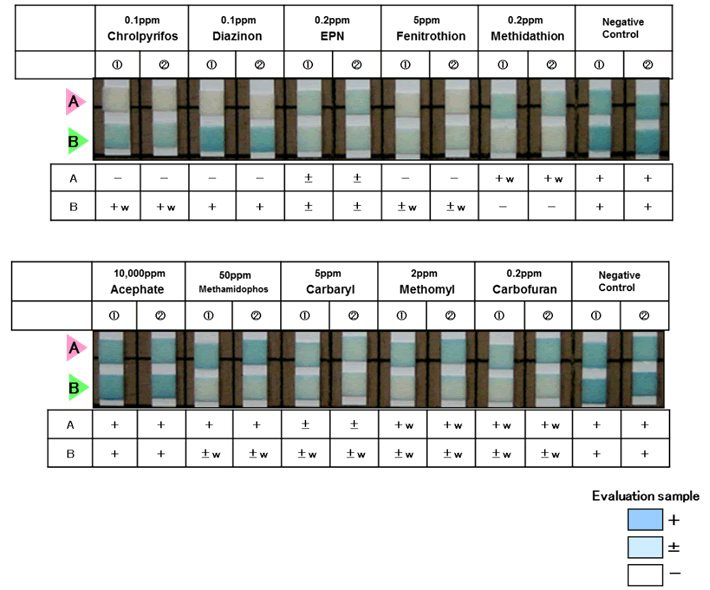 0.1ppm 0.1ppm 0.2ppm 5ppm 0.2ppm Negative
Chrolpyrifos Diazinon EPN Fenitrothion Methidathion Control
① ② ① ② ① ② ① ② ① ② ① ②
A
B
A − − − − ± ± − − +w +w + +
B +w +w + + ± ± ±w ±w − − + +
10,000ppm 50ppm 5ppm 2ppm 0.2ppm Negative
Acephate Methamidophos Carbaryl Methomyl Carbofuran Control
① ② ① ② ① ② ① ② ① ② ① ②
A
B
A + + + + ± ± +w +w +w +w + +
B + + ±w ±w ±w ±w ±w ±w ±w ±w + +
Evaluation sample
+
±
−